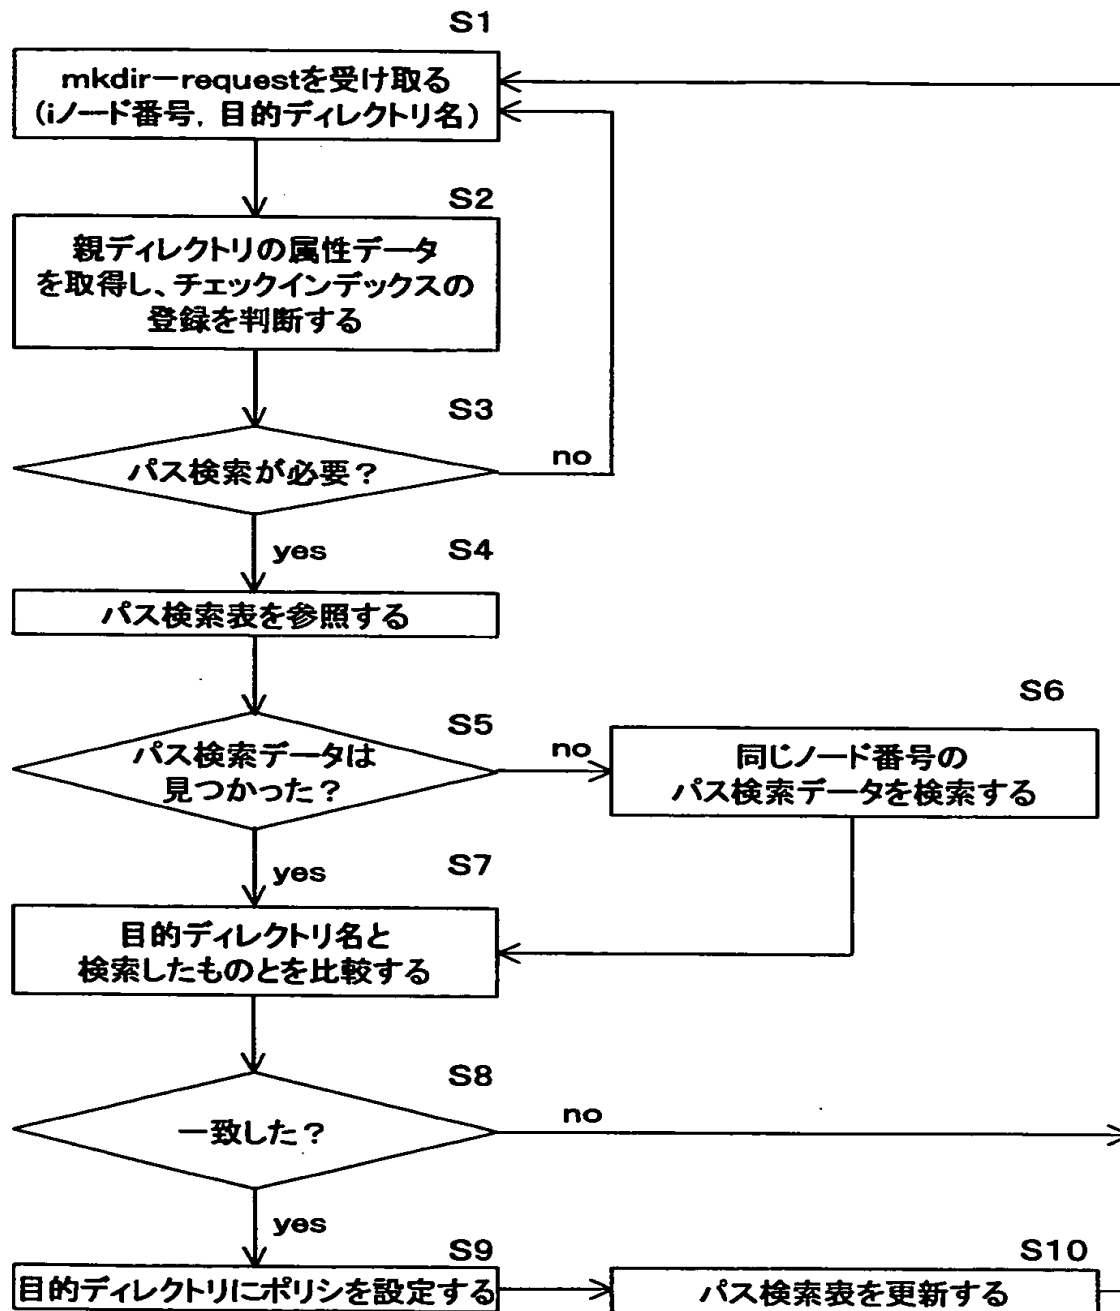 S1
mkdir－requestを受け取る
（iノード番号，目的ディレクトリ名）
S2
親ディレクトリの属性データ
を取得し、チェックインデックスの
登録を判断する
S3
パス検索が必要？
no
yes
S4
パス検索表を参照する
S5
パス検索データは
見つかった？
no
S6
同じノード番号の
パス検索データを検索する
yes
S7
目的ディレクトリ名と
検索したものとを比較する
S8
一致した？
no
yes
S9
目的ディレクトリにポリシを設定する
S10
パス検索表を更新する